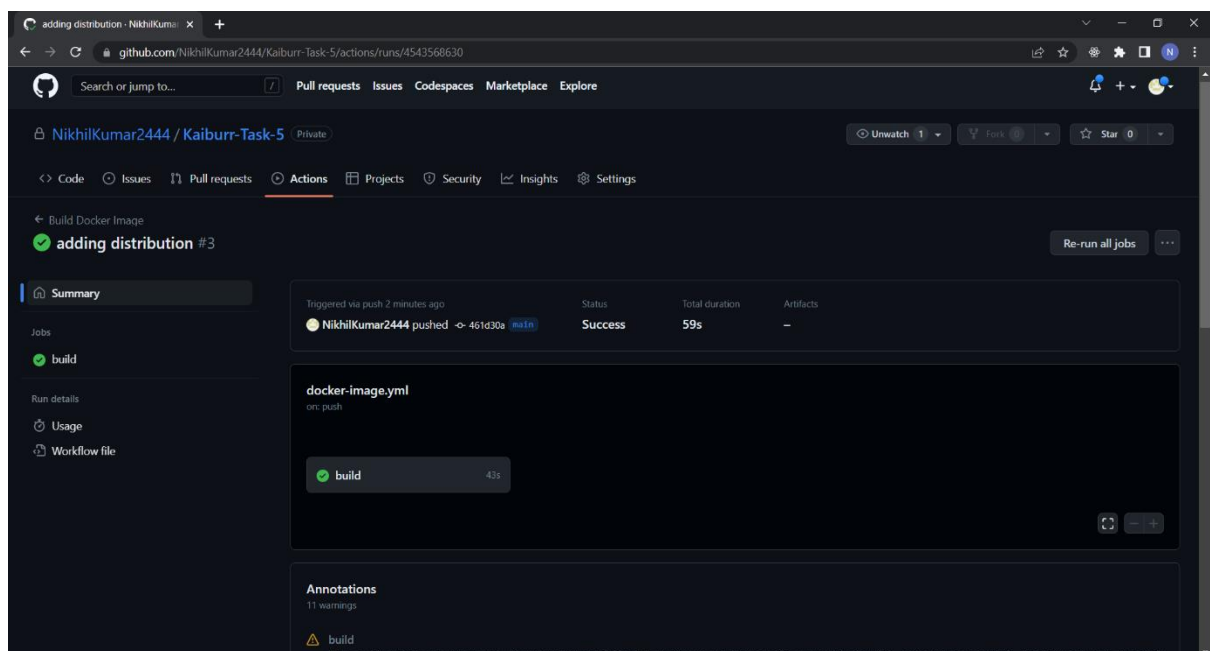 adding distribution · NikhilKuma
github.com/NikhilKumar2444/Kaiburr-Task-5/actions/runs/4543568630
N
Search or jump to... / Pull requests Issues Codespaces Marketplace Explore
NikhilKumar2444 / Kaiburr-Task-5 Private
Unwatch 1 Fork 0 Star 0
Code Issues Pull requests Actions Projects Security Insights Settings
Build Docker Image
adding distribution #3
Re-run all jobs
Summary
Jobs
build
Run details
Usage
Workflow file
Triggered via push 2 minutes ago Status Total duration Artifacts
NikhilKumar2444 pushed 461d30a main Success 59s –
docker-image.yml
on: push
build 43s
Annotations
11 warnings
build